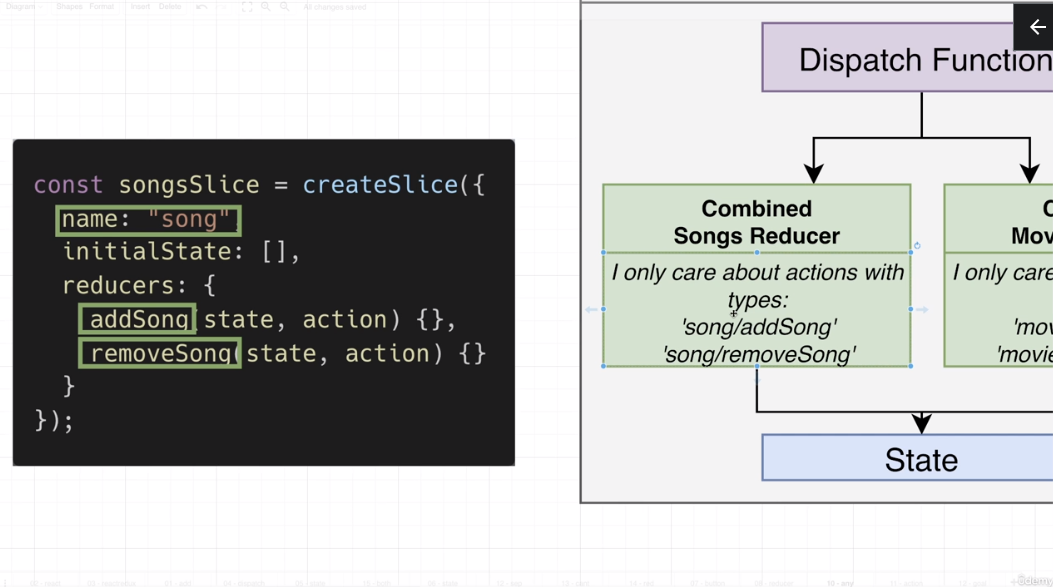 Diagram Shapes Format Insert Delete All changes saved
const songsSlice = createSlice({
name: "song",
initialState: [],
reducers: {
addSong(state, action) {},
removeSong(state, action) {}
}
});
Dispatch Function
Combined
Songs Reducer
I only care about actions with
types:
'song/addSong'
'song/removeSong'
C
Mov
I only care
'mov
'movie
State
ûdemy